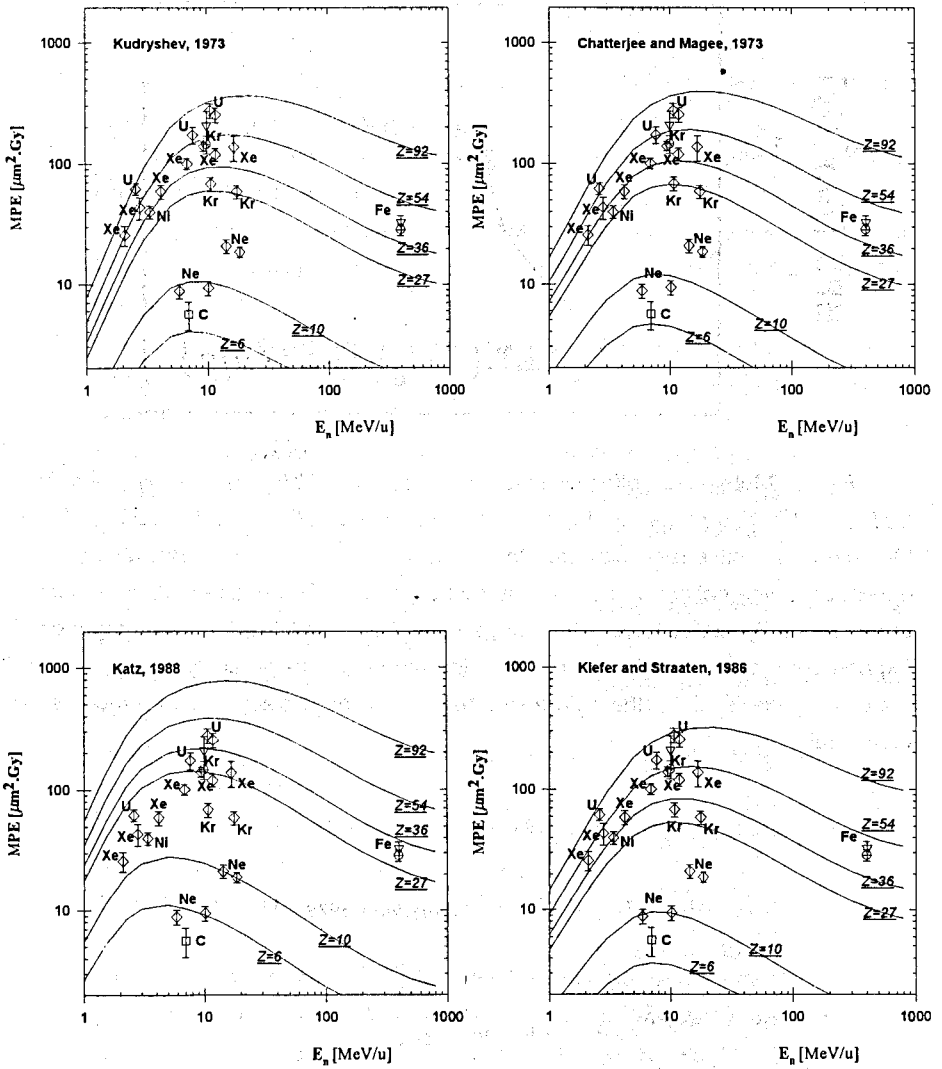 Kudryshev, 1973
MPE [μm².Gy]
1000
100
10
1
10
100
1000
E_n [MeV/u]
U
U
Kr
Xe
Xe
Xe
Xe
U
Xe
Ni
Xe
Kr
Kr
Ne
Ne
C
Fe
Z=92
Z=54
Z=36
Z=27
Z=10
Z=6
Chatterjee and Magee, 1973
MPE [μm².Gy]
1000
100
10
1
10
100
1000
E_n [MeV/u]
U
U
Kr
Xe
Xe
Xe
Xe
U
Xe
Ni
Xe
Kr
Kr
Ne
Ne
C
Fe
Z=92
Z=54
Z=36
Z=27
Z=10
Z=6
Katz, 1988
MPE [μm².Gy]
1000
100
10
1
10
100
1000
E_n [MeV/u]
U
U
Kr
Xe
Xe
Xe
Xe
U
Xe
Ni
Xe
Kr
Kr
Ne
Ne
C
Fe
Z=92
Z=54
Z=36
Z=27
Z=10
Z=6
Kiefer and Straaten, 1986
MPE [μm².Gy]
1000
100
10
1
10
100
1000
E_n [MeV/u]
U
U
Kr
Xe
Xe
Xe
Xe
U
Xe
Ni
Xe
Kr
Kr
Ne
Ne
C
Fe
Z=92
Z=54
Z=36
Z=27
Z=10
Z=6